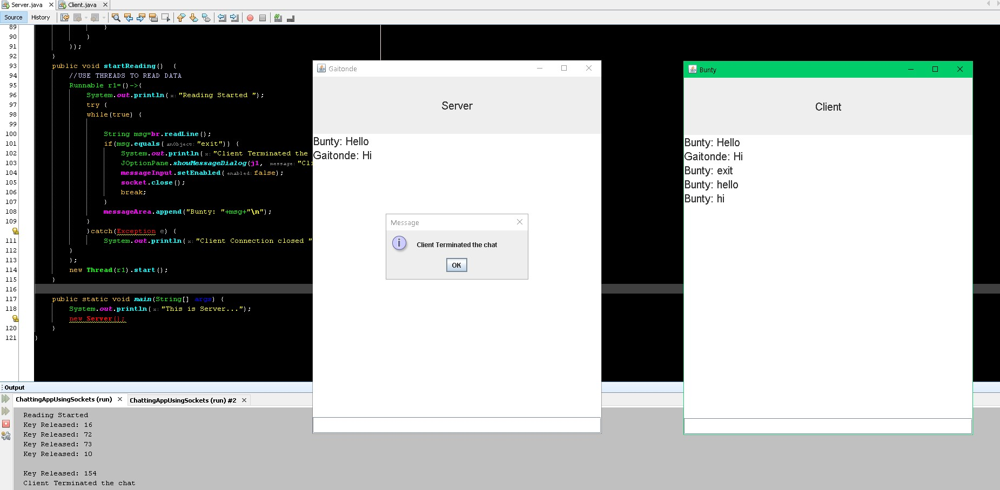 Server.java
Client.java
Source
History
89 }
90 }
91 });
92 }
93 public void startReading() {
94 //USE THREADS TO READ DATA
95 Runnable r1=()->{
96 System.out.println(x:"Reading Started ");
97 try {
98 while(true) {
99
100 String msg=br.readLine();
101 if(msg.equals(anObject:"exit")) {
102 System.out.println(x:"Client Terminated the
103 JOptionPane.showMessageDialog(j1, message:"Cli
104 messageInput.setEnabled(enabled:false);
105 socket.close();
106 break;
107 }
108 messageArea.append("Bunty: "+msg+"\n");
109 }
}catch(Exception e) {
111 System.out.println(x:"Client Connection closed "
112 }
113 };
114 new Thread(r1).start();
115 }
116
117 public static void main(String[] args) {
118 System.out.println(x:"This is Server...");
new Server();
120 }
121 }
Gaitonde
Server
Bunty: Hello
Gaitonde: Hi
Message
i
Client Terminated the chat
OK
Bunty
Client
Bunty: Hello
Gaitonde: Hi
Bunty: exit
Bunty: hello
Bunty: hi
Output
ChattingAppUsingSockets (run)
ChattingAppUsingSockets (run) #2
Reading Started
Key Released: 16
Key Released: 72
Key Released: 73
Key Released: 10
Key Released: 154
Client Terminated the chat